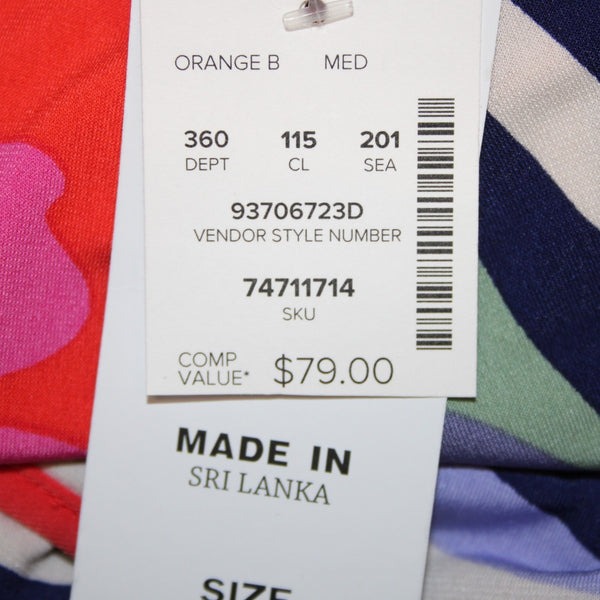 ORANGE B MED
360 115 201
DEPT CL SEA
93706723D
VENDOR STYLE NUMBER
74711714
SKU
COMP
VALUE* $79.00
MADE IN
SRI LANKA
SIZE